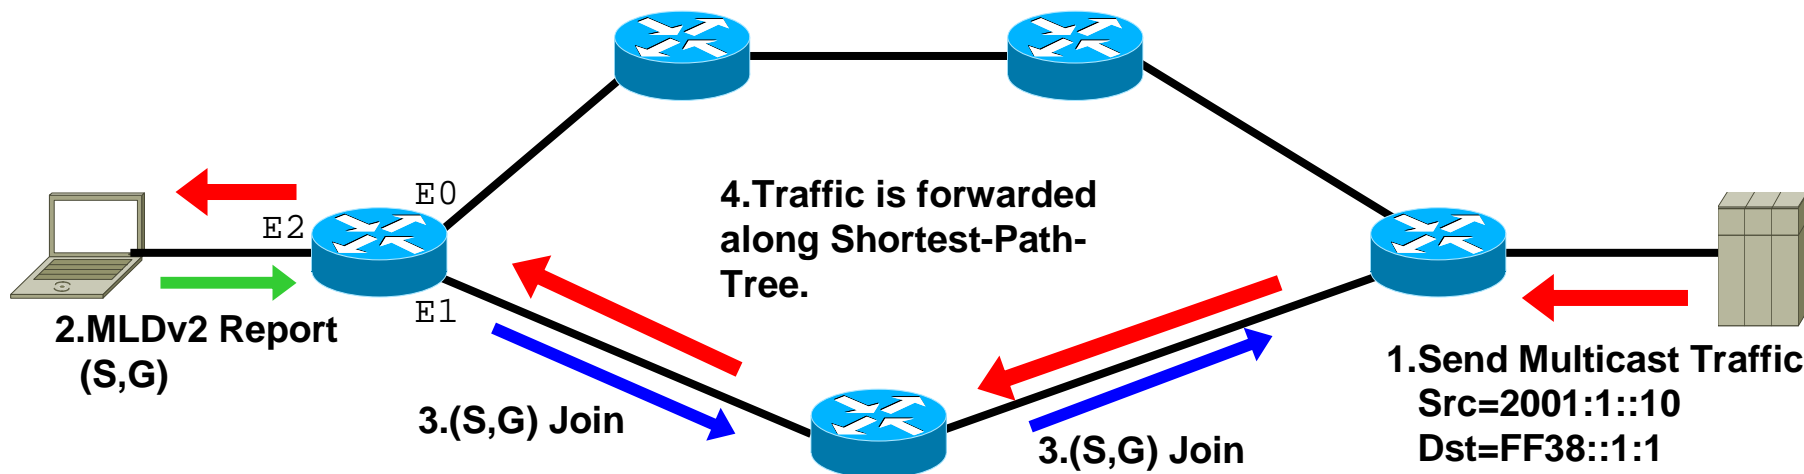 E0
E2
E1
4.Traffic is forwarded
along Shortest-Path-
Tree.
2.MLDv2 Report
(S,G)
3.(S,G) Join
3.(S,G) Join
1.Send Multicast Traffic
Src=2001:1::10
Dst=FF38::1:1